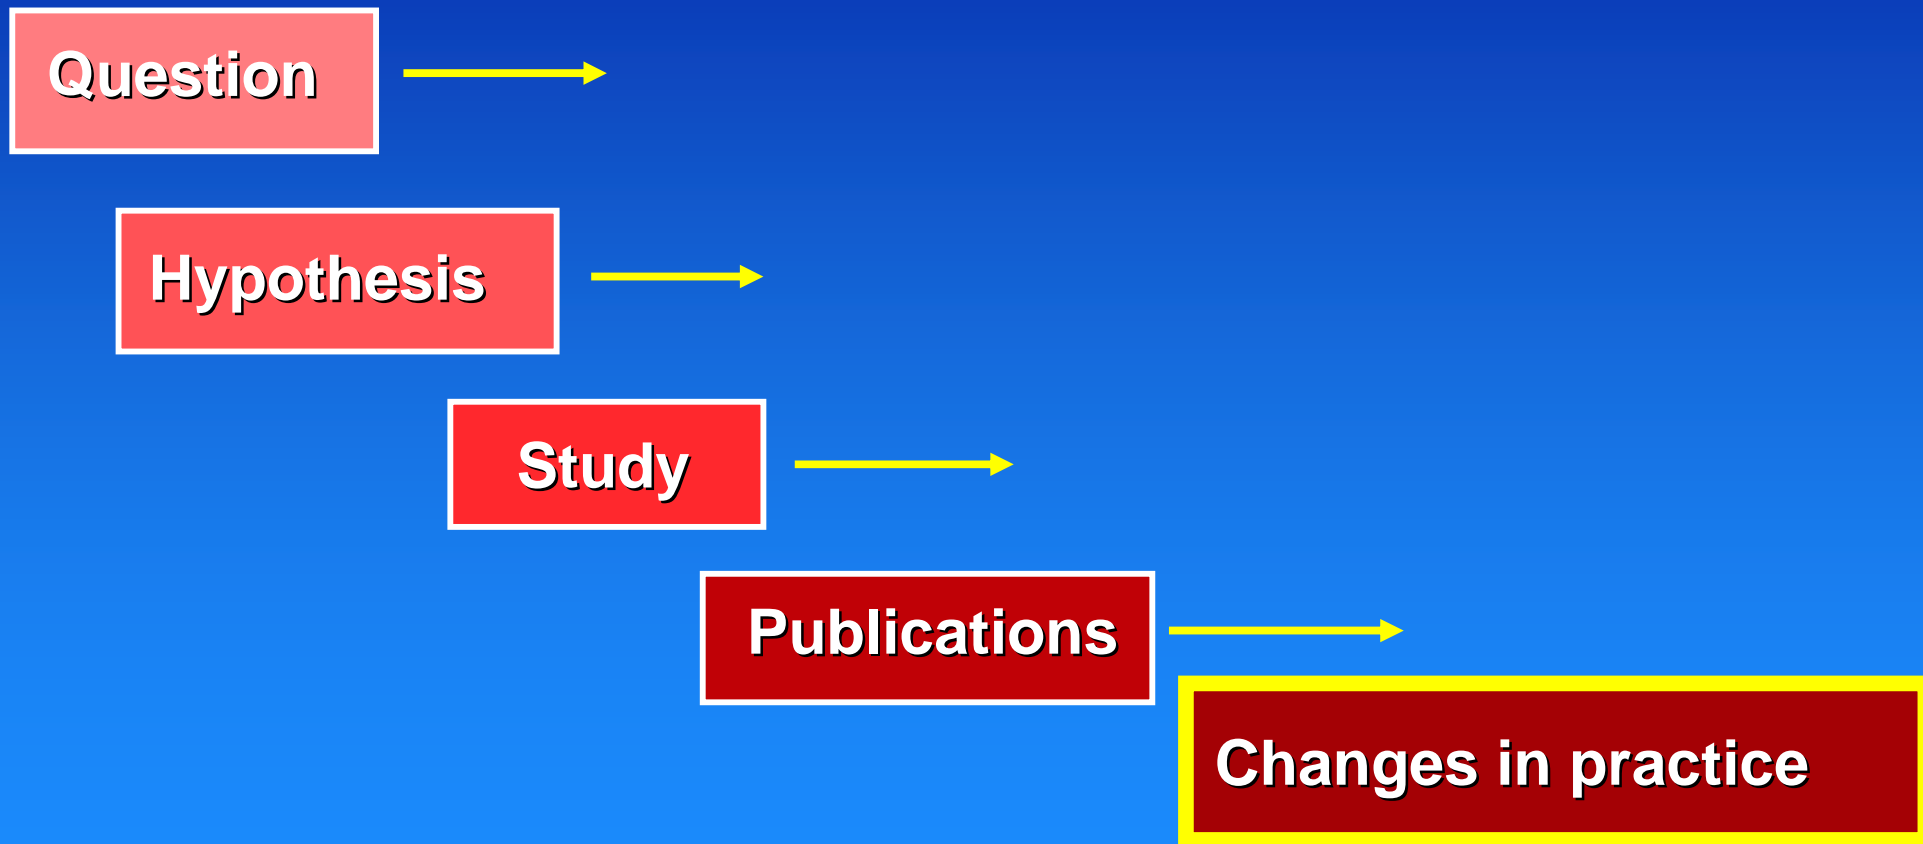 Question
Hypothesis
Study
Publications
Changes in practice